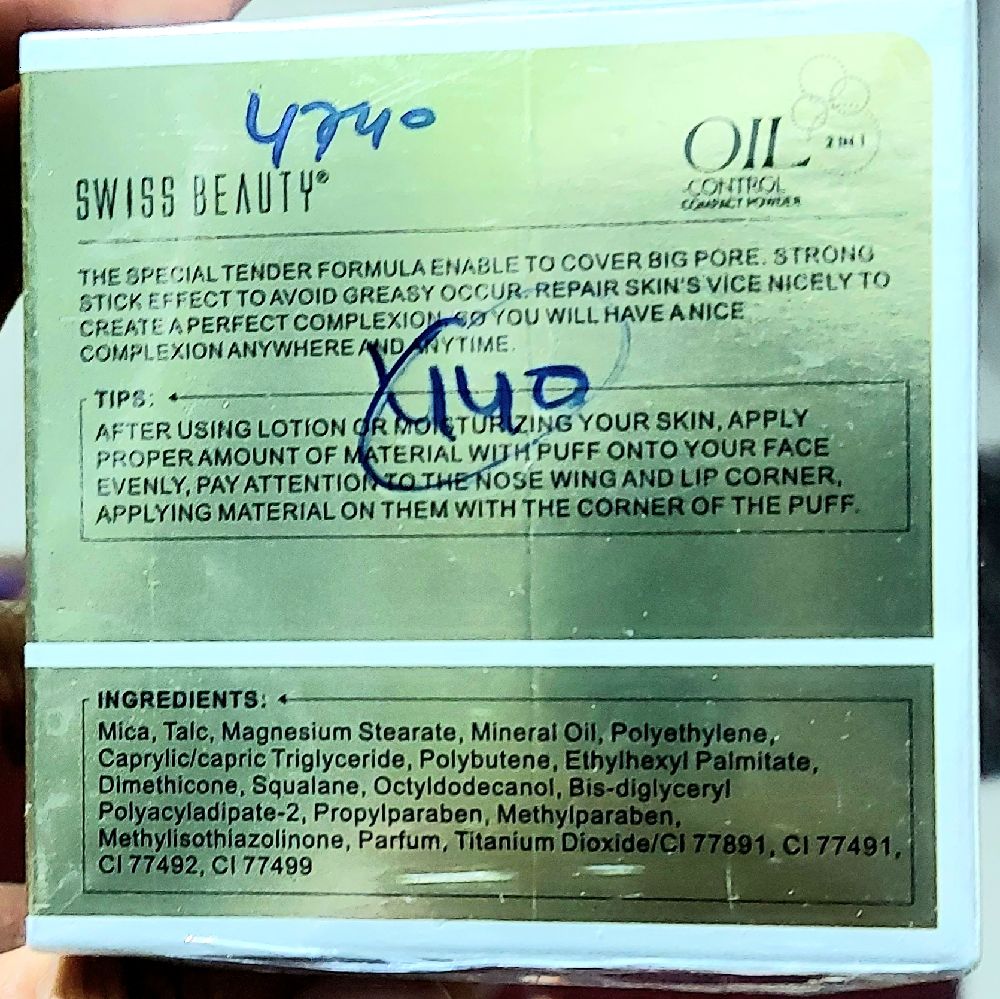 4740
SWISS BEAUTY®
OIL
2 IN 1
CONTROL
COMPACT POWDER
THE SPECIAL TENDER FORMULA ENABLE TO COVER BIG PORE. STRONG
STICK EFFECT TO AVOID GREASY OCCUR. REPAIR SKIN'S VICE NICELY TO
CREATE A PERFECT COMPLEXION, SO YOU WILL HAVE A NICE
COMPLEXION ANYWHERE AND ANYTIME.
TIPS:
AFTER USING LOTION OR MOISTURIZING YOUR SKIN, APPLY
PROPER AMOUNT OF MATERIAL WITH PUFF ONTO YOUR FACE
EVENLY, PAY ATTENTION TO THE NOSE WING AND LIP CORNER,
APPLYING MATERIAL ON THEM WITH THE CORNER OF THE PUFF.
INGREDIENTS:
Mica, Talc, Magnesium Stearate, Mineral Oil, Polyethylene,
Caprylic/capric Triglyceride, Polybutene, Ethylhexyl Palmitate,
Dimethicone, Squalane, Octyldodecanol, Bis-diglyceryl
Polyacyladipate-2, Propylparaben, Methylparaben,
Methylisothiazolinone, Parfum, Titanium Dioxide/CI 77891, CI 77491,
CI 77492, CI 77499